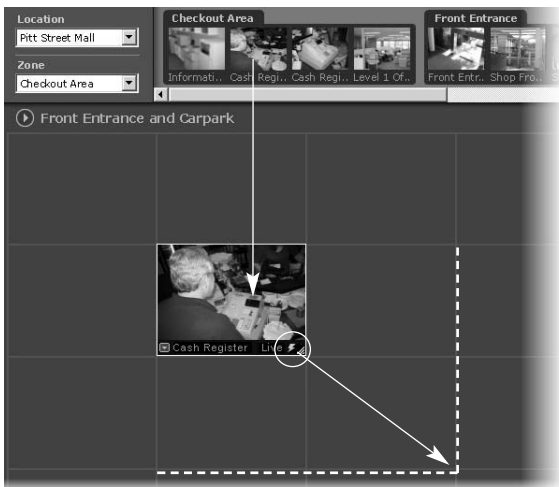 Location
Pitt Street Mall
Zone
Checkout Area
Checkout Area
Informati.. Cash Regi.. Cash Regi.. Level 1 Of..
Front Entrance
Front Entr.. Shop Fro..
Front Entrance and Carpark
Cash Register Live